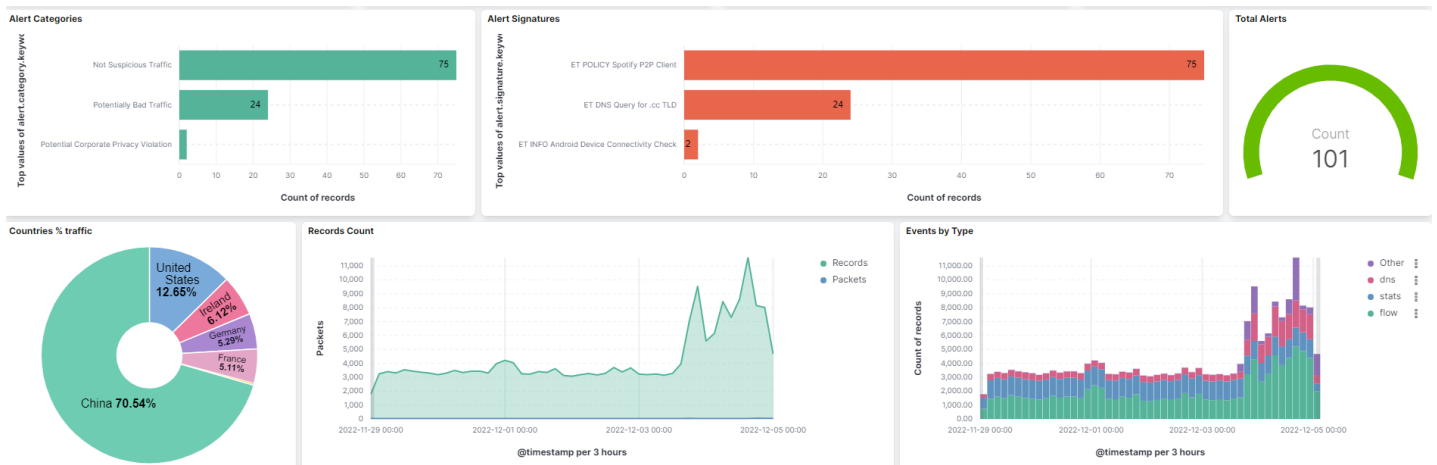 Alert Categories
Top values of alert.category.keyw
Not Suspicious Traffic
75
Potentially Bad Traffic
24
Potential Corporate Privacy Violation
0 10 20 30 40 50 60 70
Count of records
Alert Signatures
Top values of alert.signature.keyw
ET POLICY Spotify P2P Client
75
ET DNS Query for .cc TLD
24
ET INFO Android Device Connectivity Check
2
0 10 20 30 40 50 60 70
Count of records
Total Alerts
Count
101
Countries % traffic
United
States
12.65%
Ireland
6.12%
Germany
5.29%
France
5.11%
China 70.54%
Records Count
Packets
11,000
10,000
9,000
8,000
7,000
6,000
5,000
4,000
3,000
2,000
1,000
0
2022-11-29 00:00 2022-12-01 00:00 2022-12-03 00:00 2022-12-05 00:00
@timestamp per 3 hours
Records
Packets
Events by Type
Count of records
11,000.00
10,000.00
9,000.00
8,000.00
7,000.00
6,000.00
5,000.00
4,000.00
3,000.00
2,000.00
1,000.00
0.00
2022-11-29 00:00 2022-12-01 00:00 2022-12-03 00:00 2022-12-05 00:00
@timestamp per 3 hours
Other
dns
stats
flow